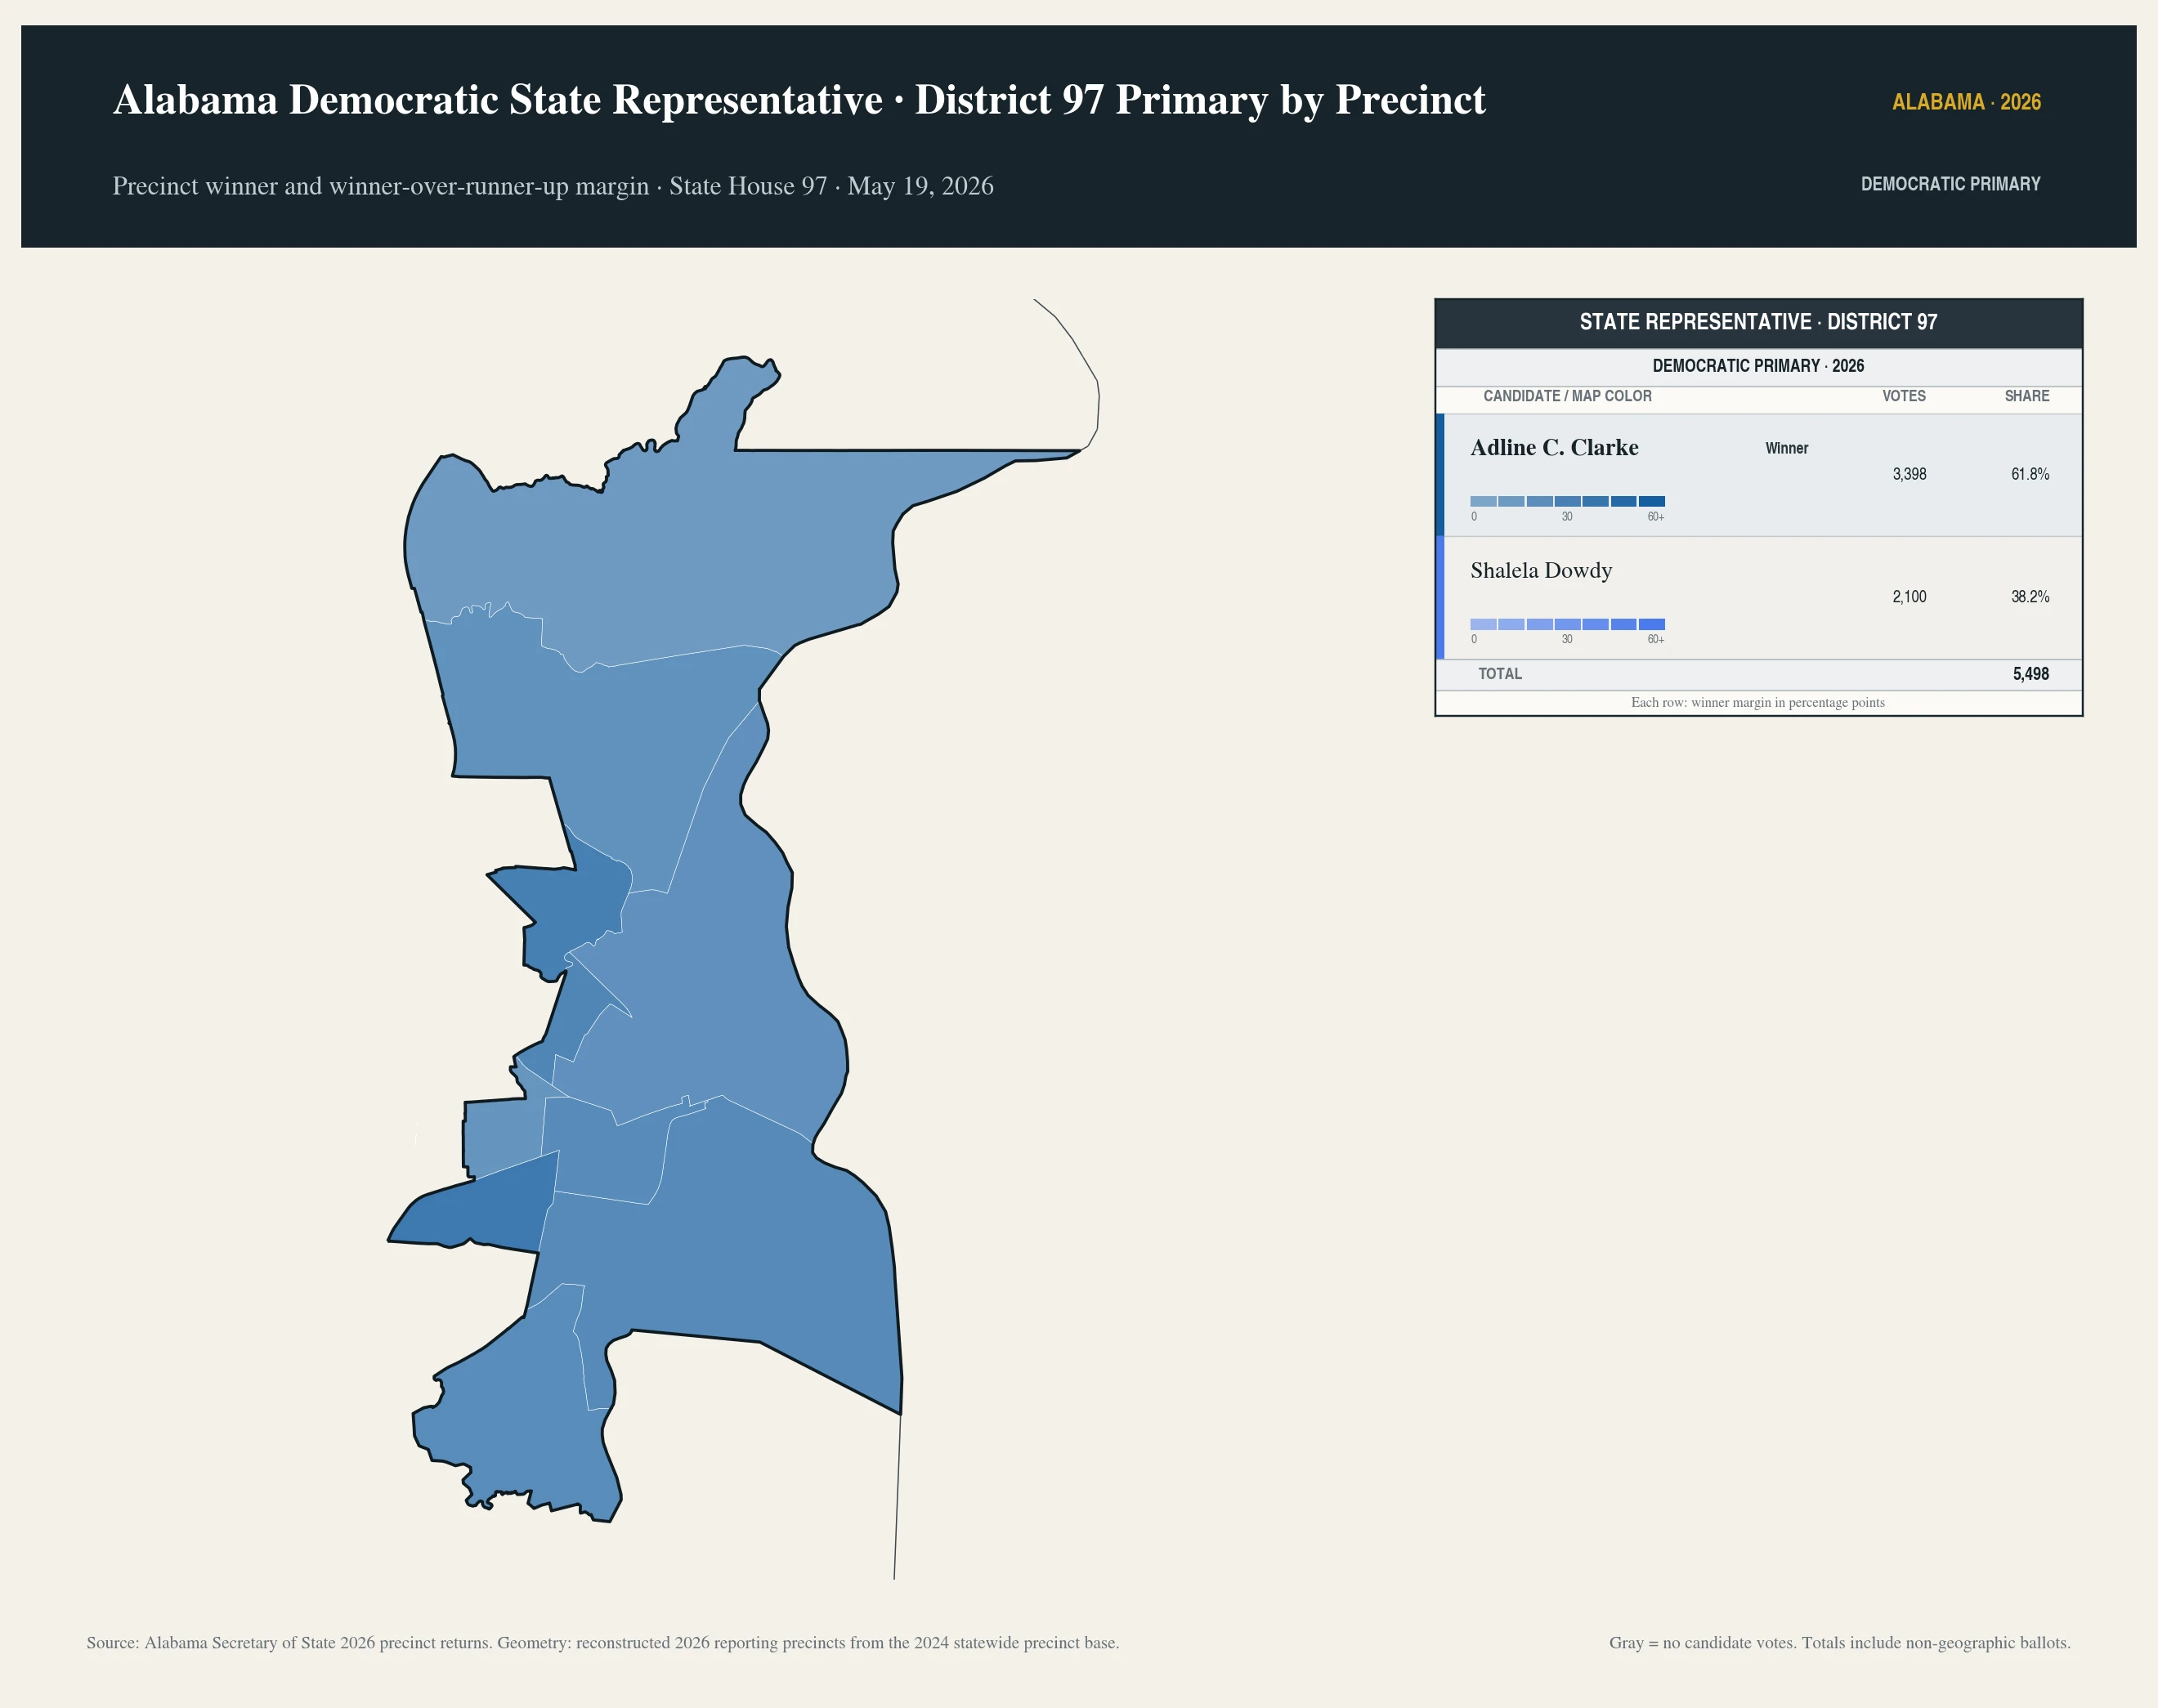 Alabama Democratic State Representative · District 97 Primary by Precinct
ALABAMA · 2026
Precinct winner and winner-over-runner-up margin · State House 97 · May 19, 2026
DEMOCRATIC PRIMARY
STATE REPRESENTATIVE · DISTRICT 97
DEMOCRATIC PRIMARY · 2026
CANDIDATE / MAP COLOR VOTES SHARE
Adline C. Clarke Winner
3,398 61.8%
0 30 60+
Shalela Dowdy
2,100 38.2%
0 30 60+
TOTAL 5,498
Each row: winner margin in percentage points
Source: Alabama Secretary of State 2026 precinct returns. Geometry: reconstructed 2026 reporting precincts from the 2024 statewide precinct base.
Gray = no candidate votes. Totals include non-geographic ballots.